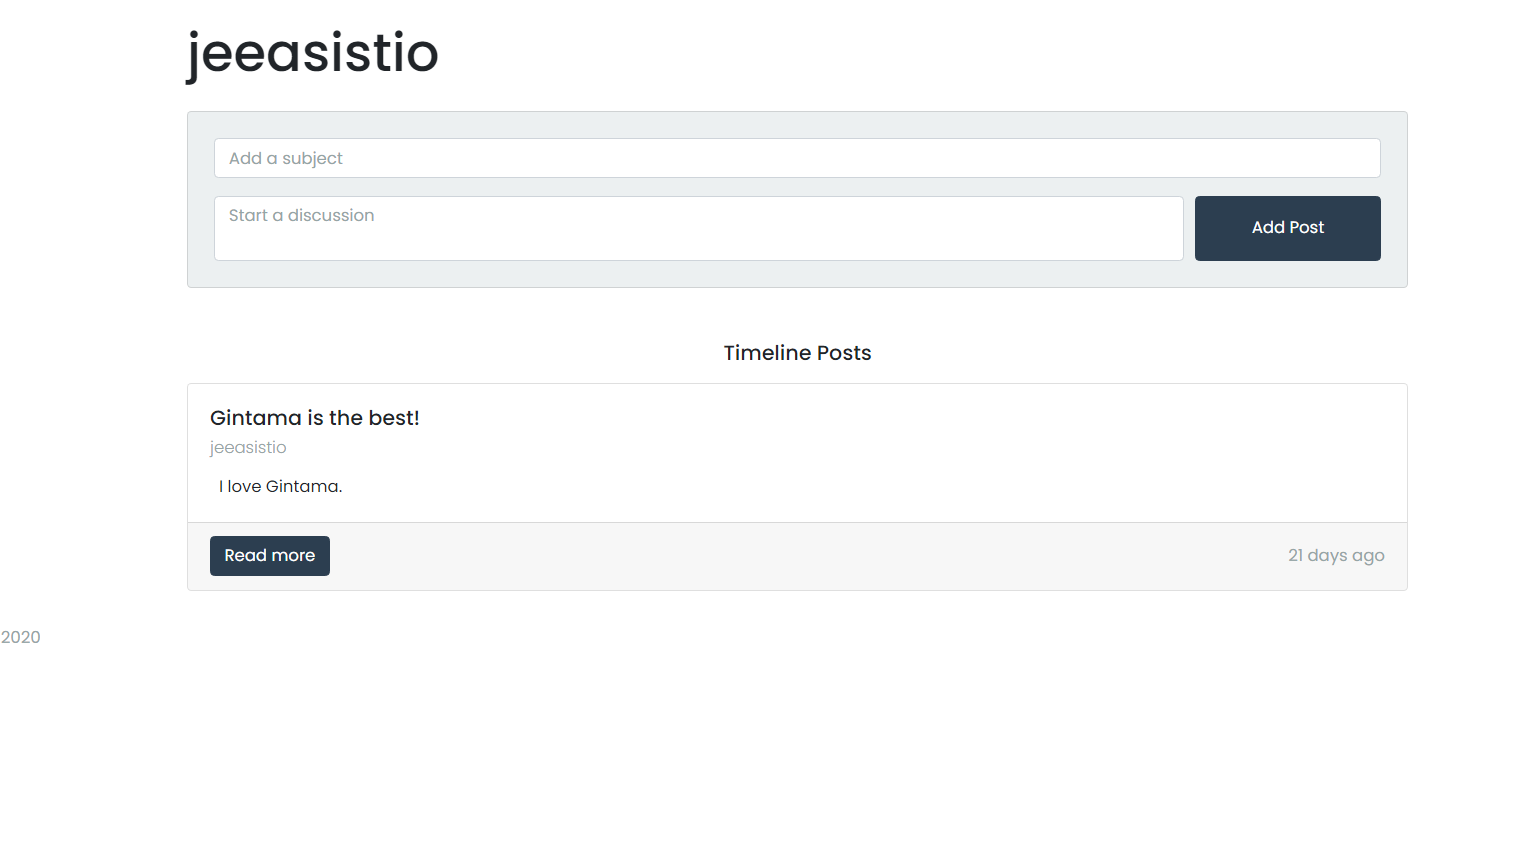 jeeasistio
Add a subject
Start a discussion
Add Post
Timeline Posts
Gintama is the best!
jeeasistio
I love Gintama.
Read more
21 days ago
2020